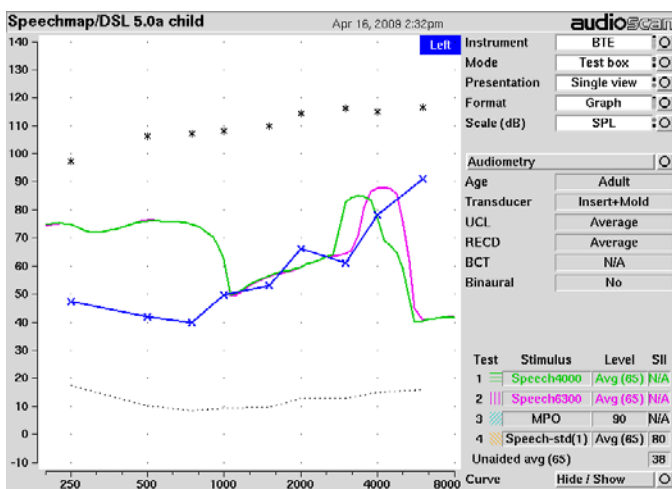 Speechmap/DSL 5.0a child Apr 16, 2008 2:32pm audioscan
140 Left Instrument BTE
130 Mode Test box
120 Presentation Single view
110 Format Graph
100 Scale (dB) SPL
90 Audiometry
80 Age Adult
70 Transducer Insert+Mold
60 UCL Average
50 RECD Average
40 BCT N/A
30 Binaural No
20 Test Stimulus Level SII
10 1 Speech4000 Avg (65) N/A
0 2 Speech6300 Avg (65) N/A
-10 3 MPO 90 N/A
4 Speech-std(1) Avg (65) 80
Unaided avg (65) 38
250 500 1000 2000 4000 8000 Curve Hide / Show